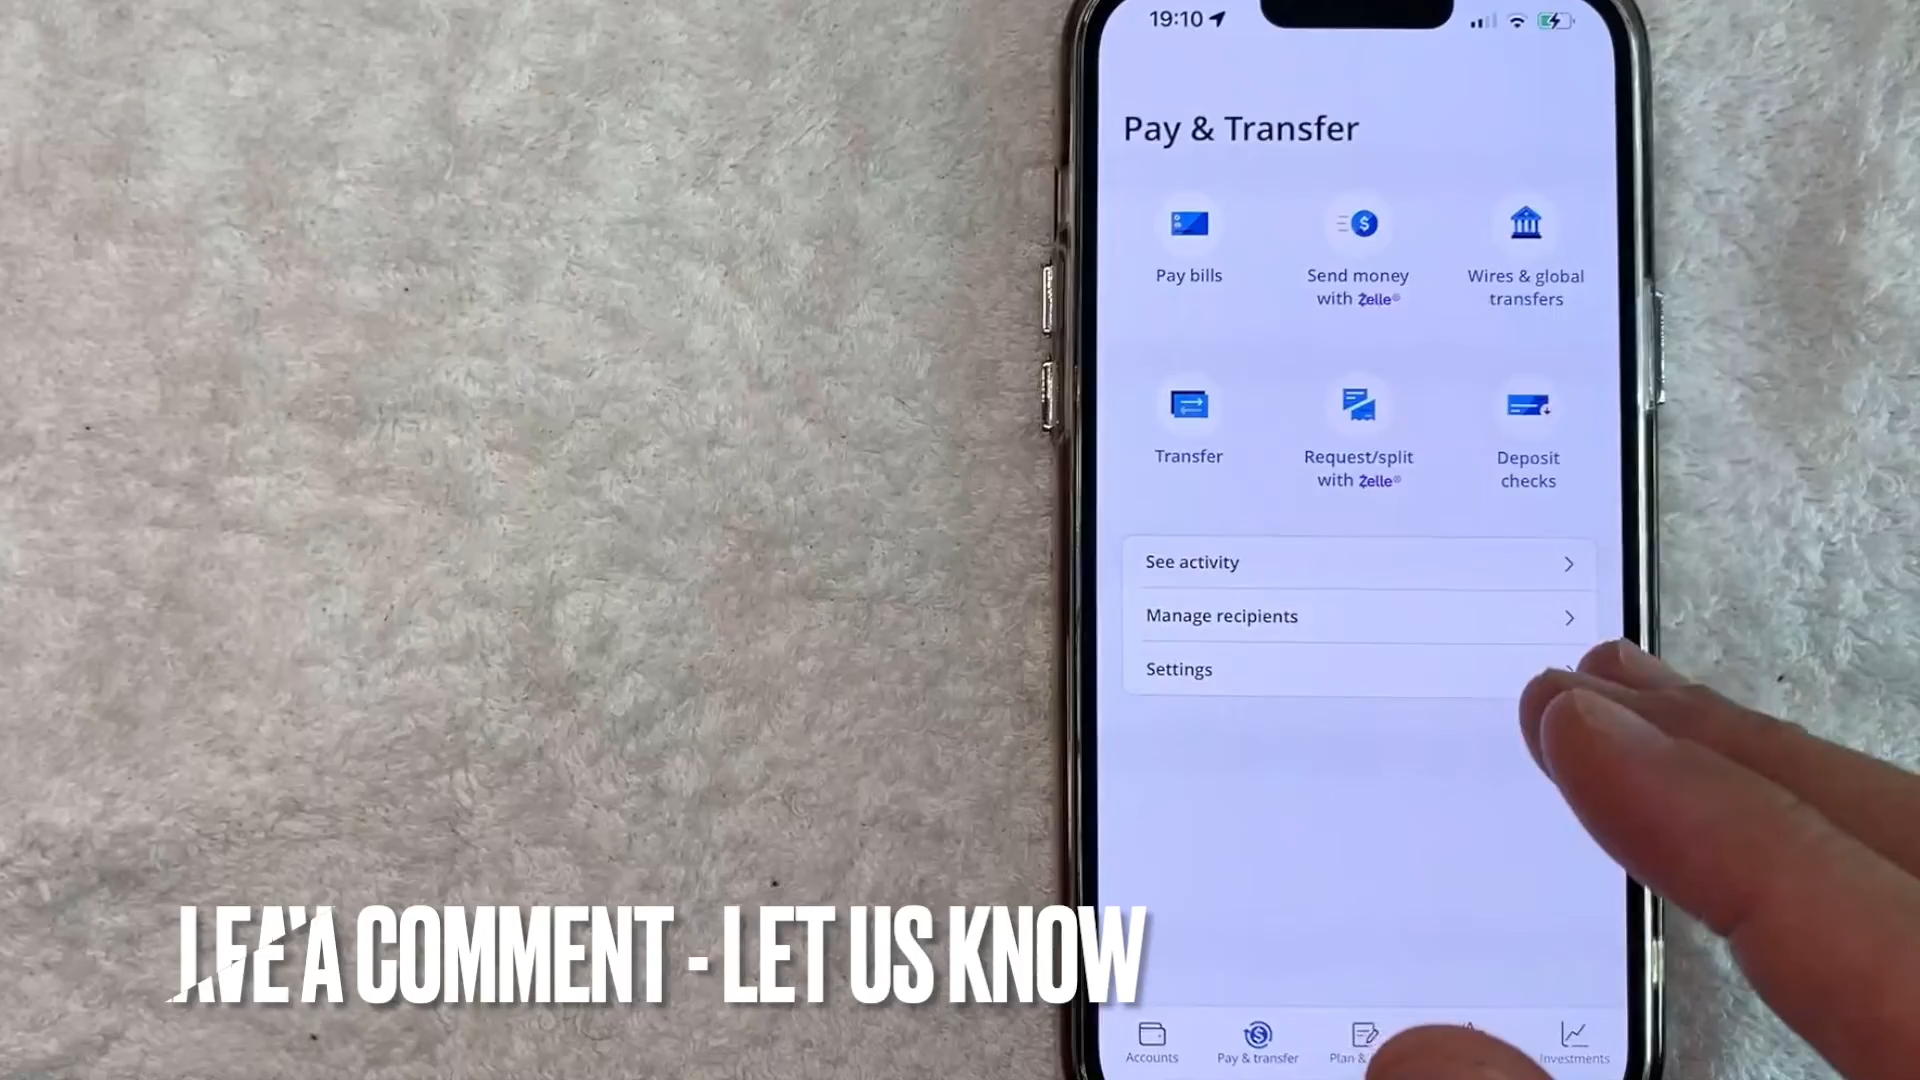 19:10
Pay & Transfer
Pay bills
Send money
with Zelle®
Wires & global
transfers
Transfer
Request/split
with Zelle®
Deposit
checks
See activity
Manage recipients
Settings
A COMMENT - LET US KNOW
Accounts
Pay & transfer
Plan &
Investments